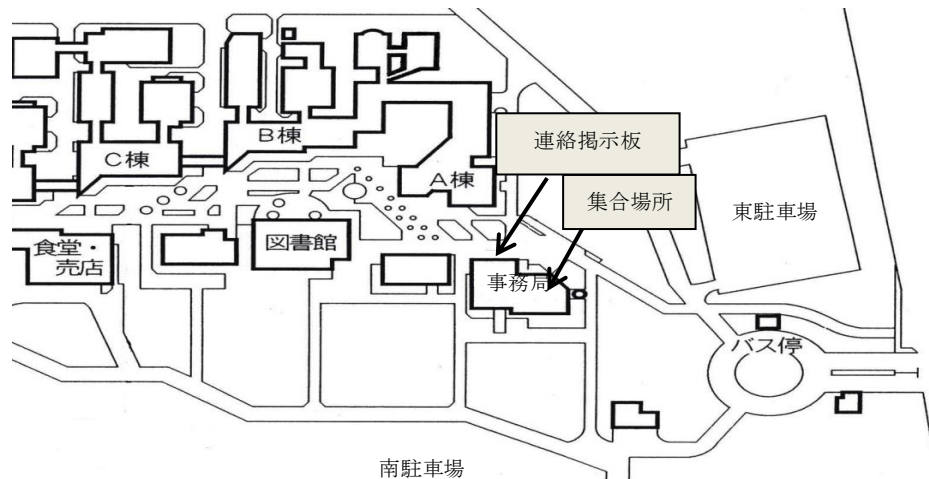 連絡掲示板
B棟
C棟
A棟
集合場所
東駐車場
図書館
食堂・
売店
事務局
バス停
南駐車場